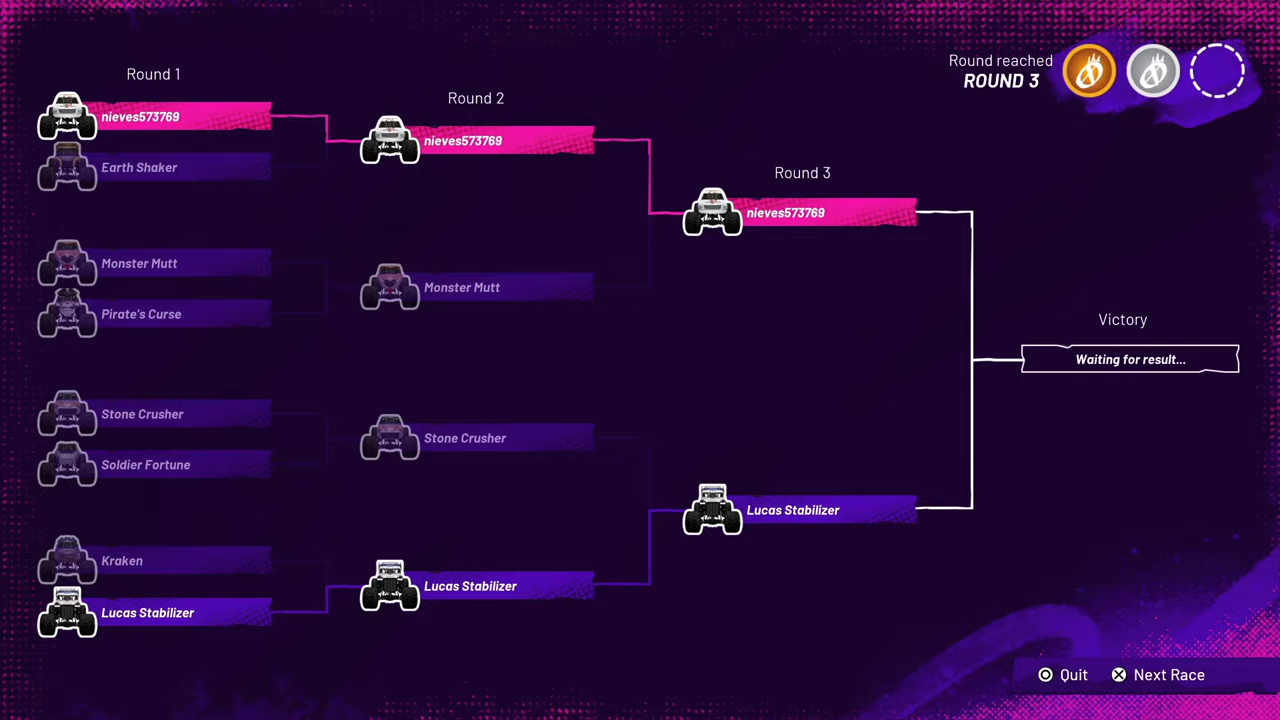 Round reached
ROUND 3
Round 1
nieves573769
Earth Shaker
Monster Mutt
Pirate's Curse
Stone Crusher
Soldier Fortune
Kraken
Lucas Stabilizer
Round 2
nieves573769
Monster Mutt
Stone Crusher
Lucas Stabilizer
Round 3
nieves573769
Lucas Stabilizer
Victory
Waiting for result...
Quit
Next Race